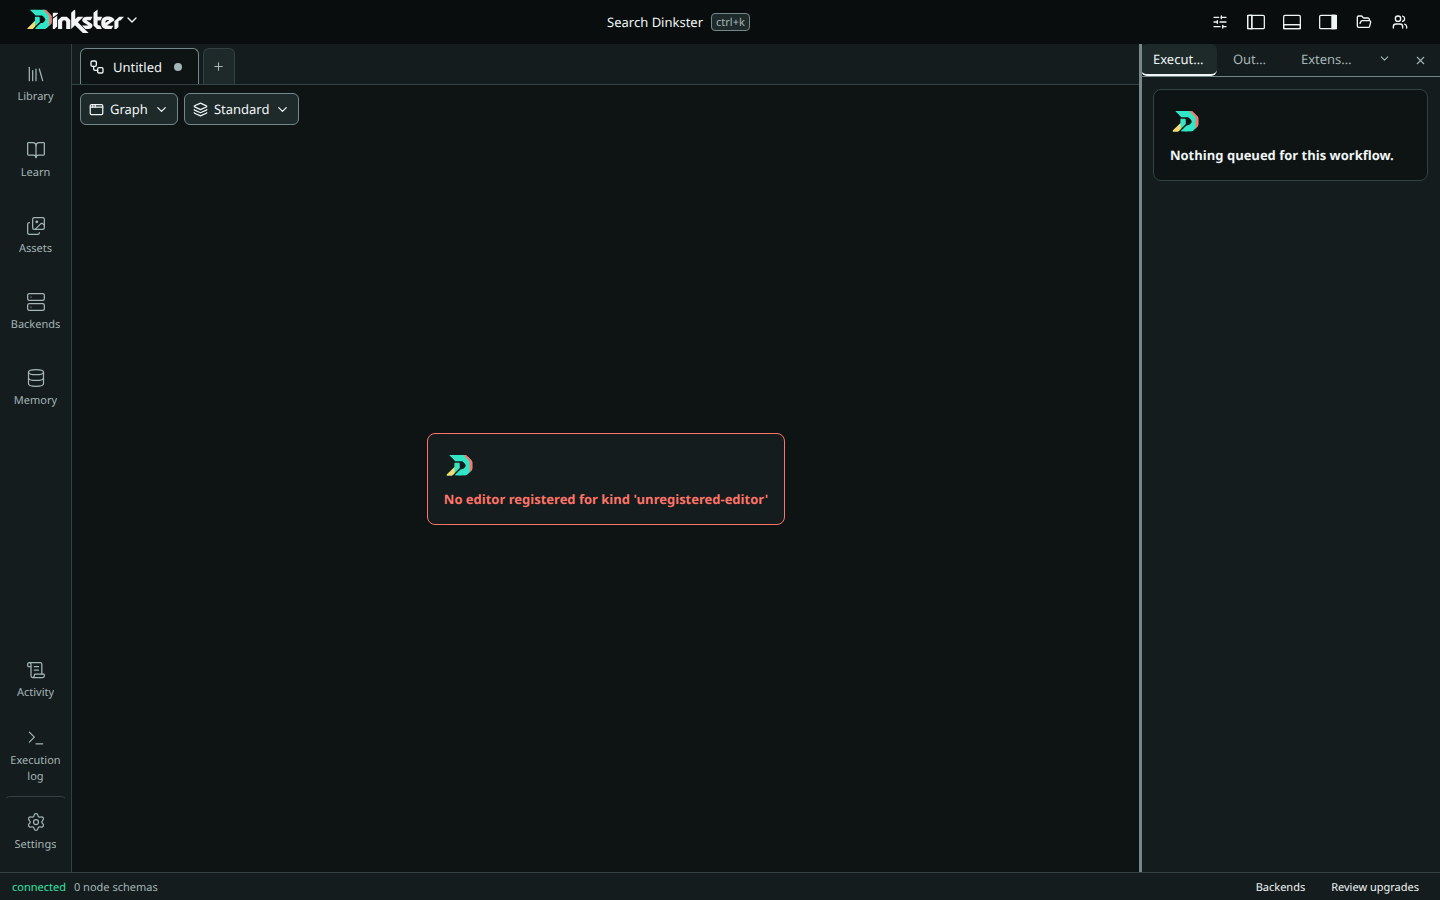 Dinkster
Search Dinkster ctrl+k
Library
Learn
Assets
Backends
Memory
Activity
Execution
log
Settings
Untitled
Graph
Standard
No editor registered for kind 'unregistered-editor'
Execut...
Out...
Extens...
Nothing queued for this workflow.
connected 0 node schemas
Backends
Review upgrades